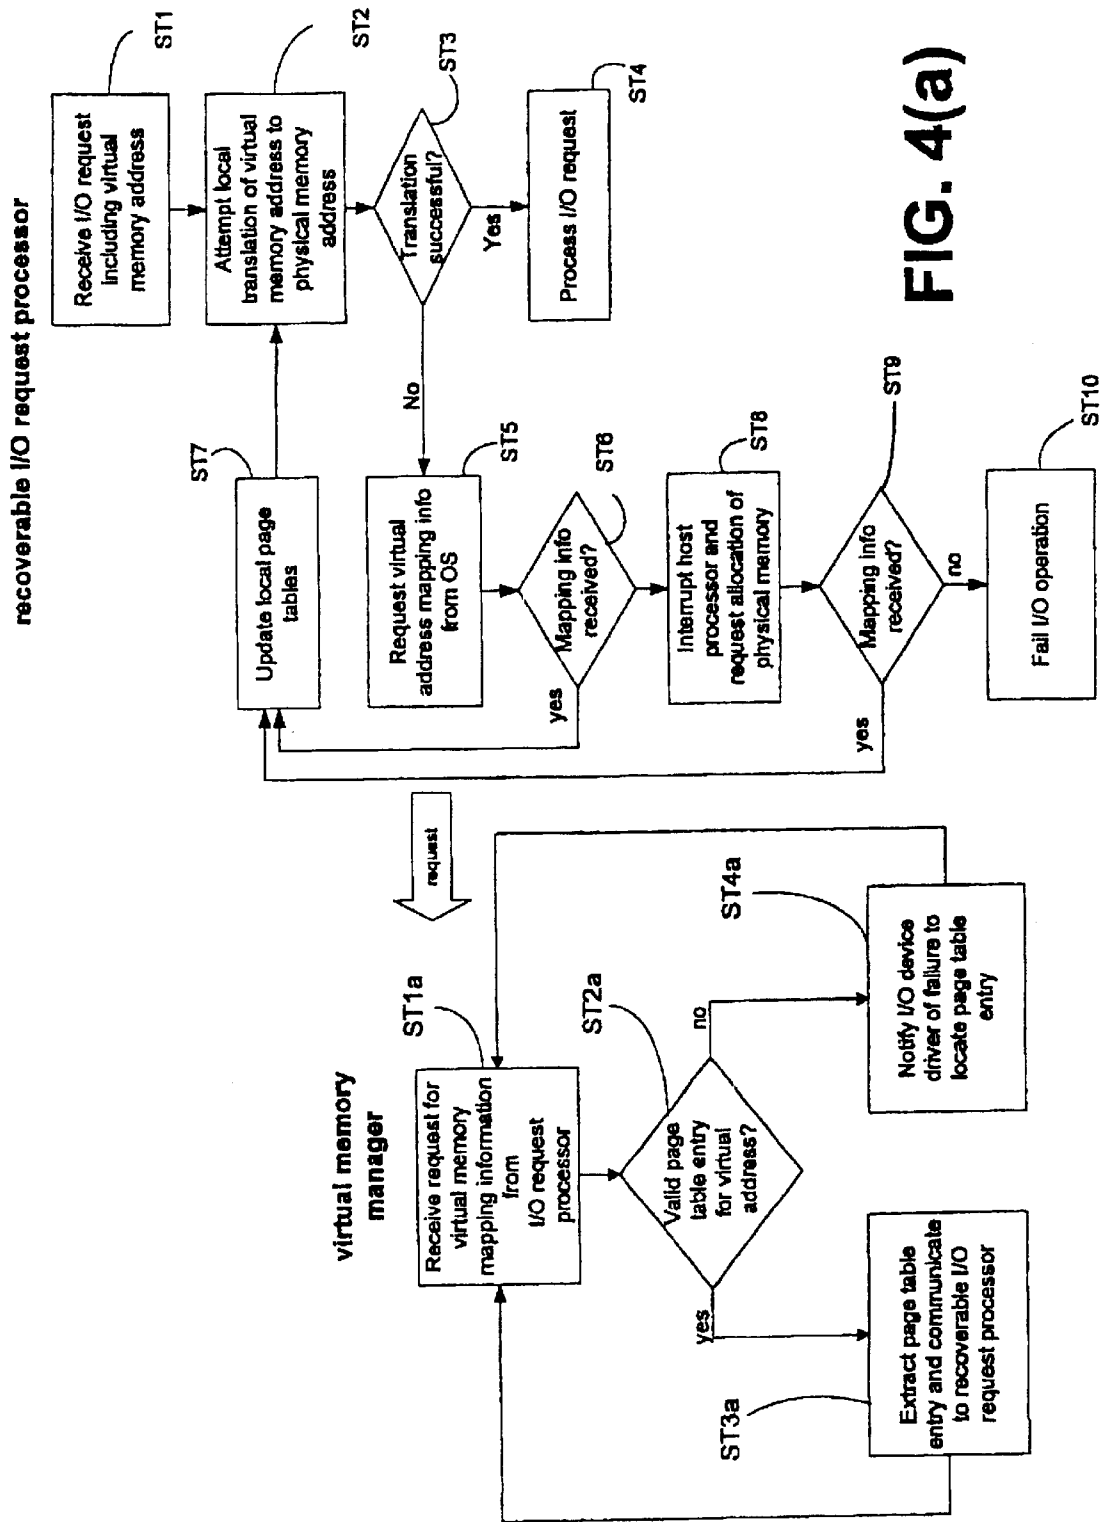 recoverable I/O request processor
Receive I/O request
including virtual
memory address
ST1
Attempt local
translation of virtual
memory address to
physical memory
address
ST2
Translation
successful?
ST3
Yes
No
Process I/O request
ST4
Update local page
tables
ST7
Request virtual
address mapping info
from OS
ST5
Mapping info
received?
ST6
yes
Interrupt host
processor and
request allocation of
physical memory
ST8
Mapping info
received?
ST9
yes
no
Fail I/O operation
ST10
request
virtual memory
manager
Receive request for
virtual memory
mapping information
from
I/O request
processor
ST1a
Valid page
table entry
for virtual
address?
ST2a
yes
no
Extract page table
entry and communicate
to recoverable I/O
request processor
ST3a
Notify I/O device
driver of failure to
locate page table
entry
ST4a
FIG. 4(a)